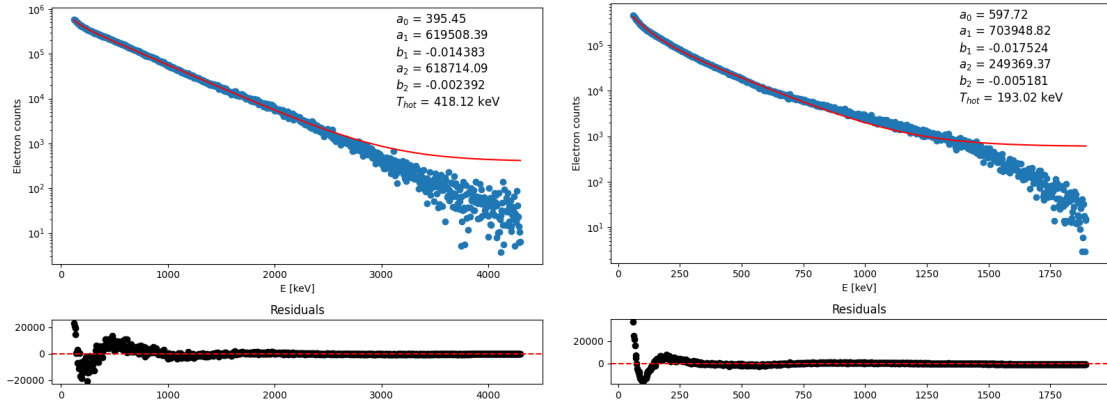 a0 = 395.45
a1 = 619508.39
b1 = -0.014383
a2 = 618714.09
b2 = -0.002392
Thot = 418.12 keV
Electron counts
10^6
10^5
10^4
10^3
10^2
10^1
0 1000 2000 3000 4000
E [keV]
Residuals
20000
0
−20000
0 1000 2000 3000 4000
a0 = 597.72
a1 = 703948.82
b1 = -0.017524
a2 = 249369.37
b2 = -0.005181
Thot = 193.02 keV
Electron counts
10^5
10^4
10^3
10^2
10^1
0 250 500 750 1000 1250 1500 1750
E [keV]
Residuals
20000
0
0 250 500 750 1000 1250 1500 1750